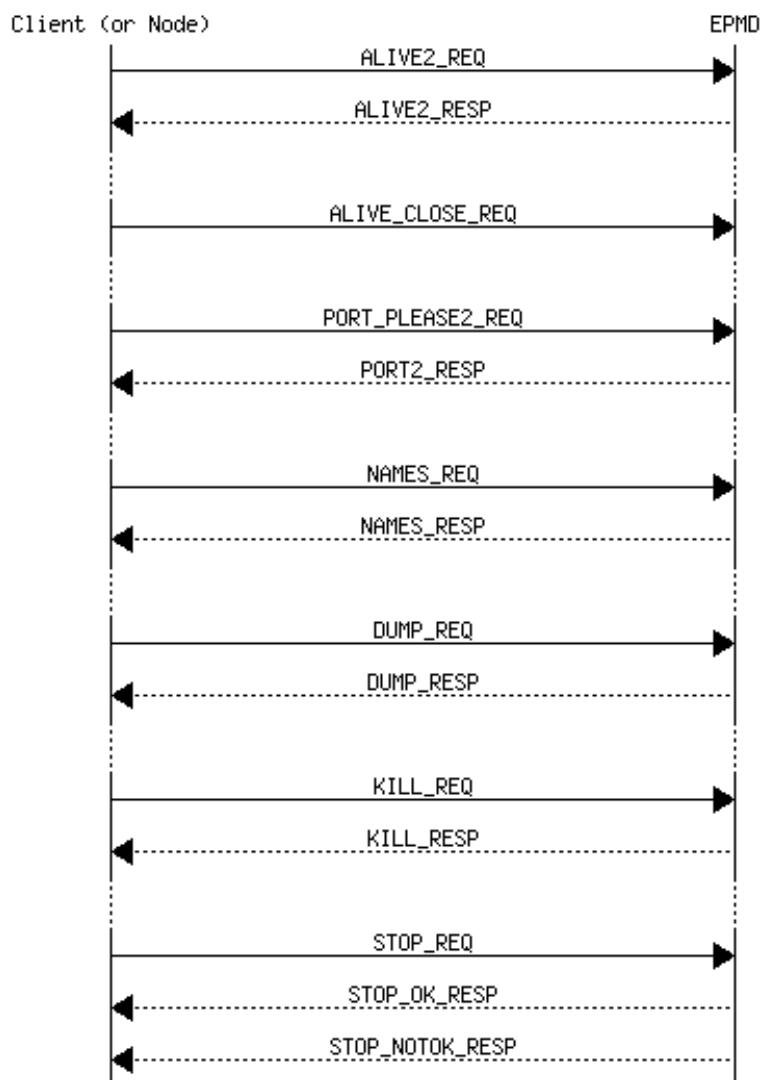 Client (or Node) EPMD
ALIVE2_REQ
ALIVE2_RESP
ALIVE_CLOSE_REQ
PORT_PLEASE2_REQ
PORT2_RESP
NAMES_REQ
NAMES_RESP
DUMP_REQ
DUMP_RESP
KILL_REQ
KILL_RESP
STOP_REQ
STOP_OK_RESP
STOP_NOTOK_RESP